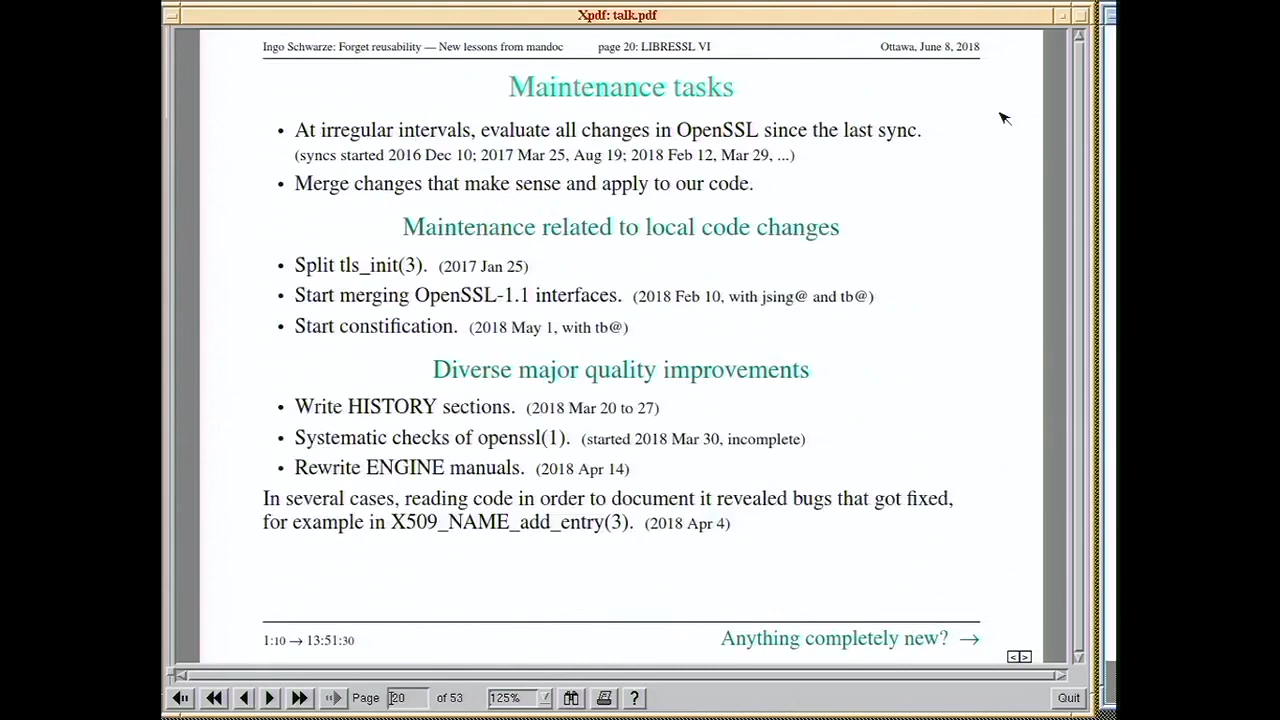 Xpdf: talk.pdf
Ingo Schwarze: Forget reusability — New lessons from mandoc page 20: LIBRESSL VI Ottawa, June 8, 2018
Maintenance tasks
• At irregular intervals, evaluate all changes in OpenSSL since the last sync.
(syncs started 2016 Dec 10; 2017 Mar 25, Aug 19; 2018 Feb 12, Mar 29, ...)
• Merge changes that make sense and apply to our code.
Maintenance related to local code changes
• Split tls_init(3). (2017 Jan 25)
• Start merging OpenSSL-1.1 interfaces. (2018 Feb 10, with jsing@ and tb@)
• Start constification. (2018 May 1, with tb@)
Diverse major quality improvements
• Write HISTORY sections. (2018 Mar 20 to 27)
• Systematic checks of openssl(1). (started 2018 Mar 30, incomplete)
• Rewrite ENGINE manuals. (2018 Apr 14)
In several cases, reading code in order to document it revealed bugs that got fixed,
for example in X509_NAME_add_entry(3). (2018 Apr 4)
1:10 → 13:51:30 Anything completely new? →
Page 20 of 53 125% ? Quit